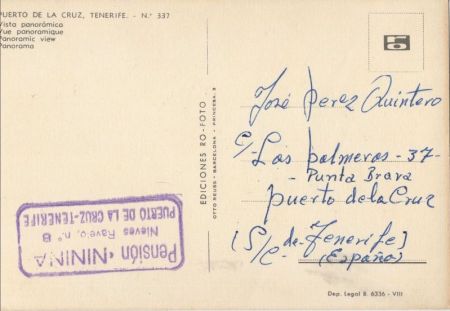 PUERTO DE LA CRUZ, TENERIFE. - N.º 337
Vista panorámica
Vue panoramique
Panoramic view
Panorama
EDICIONES RO-FOTO
OTTO REUSS - BARCELONA - PRINCESA, 3
José perez Quintero
C/-Las palmeras-37-
Punta Brava
puerto de la Cruz
(S/C- de-Tenerife)
(España)
Pensión «NININA
Nieves Ravelo, n.º 8
PUERTO DE LA CRUZ-TENERIFE
Dep. Legal B. 6336 - VIII